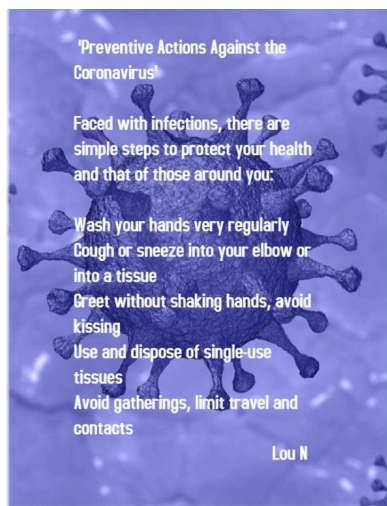 'Preventive Actions Against the
Coronavirus'
Faced with infections, there are
simple steps to protect your health
and that of those around you:
Wash your hands very regularly
Cough or sneeze into your elbow or
into a tissue
Greet without shaking hands, avoid
kissing
Use and dispose of single-use
tissues
Avoid gatherings, limit travel and
contacts
Lou N